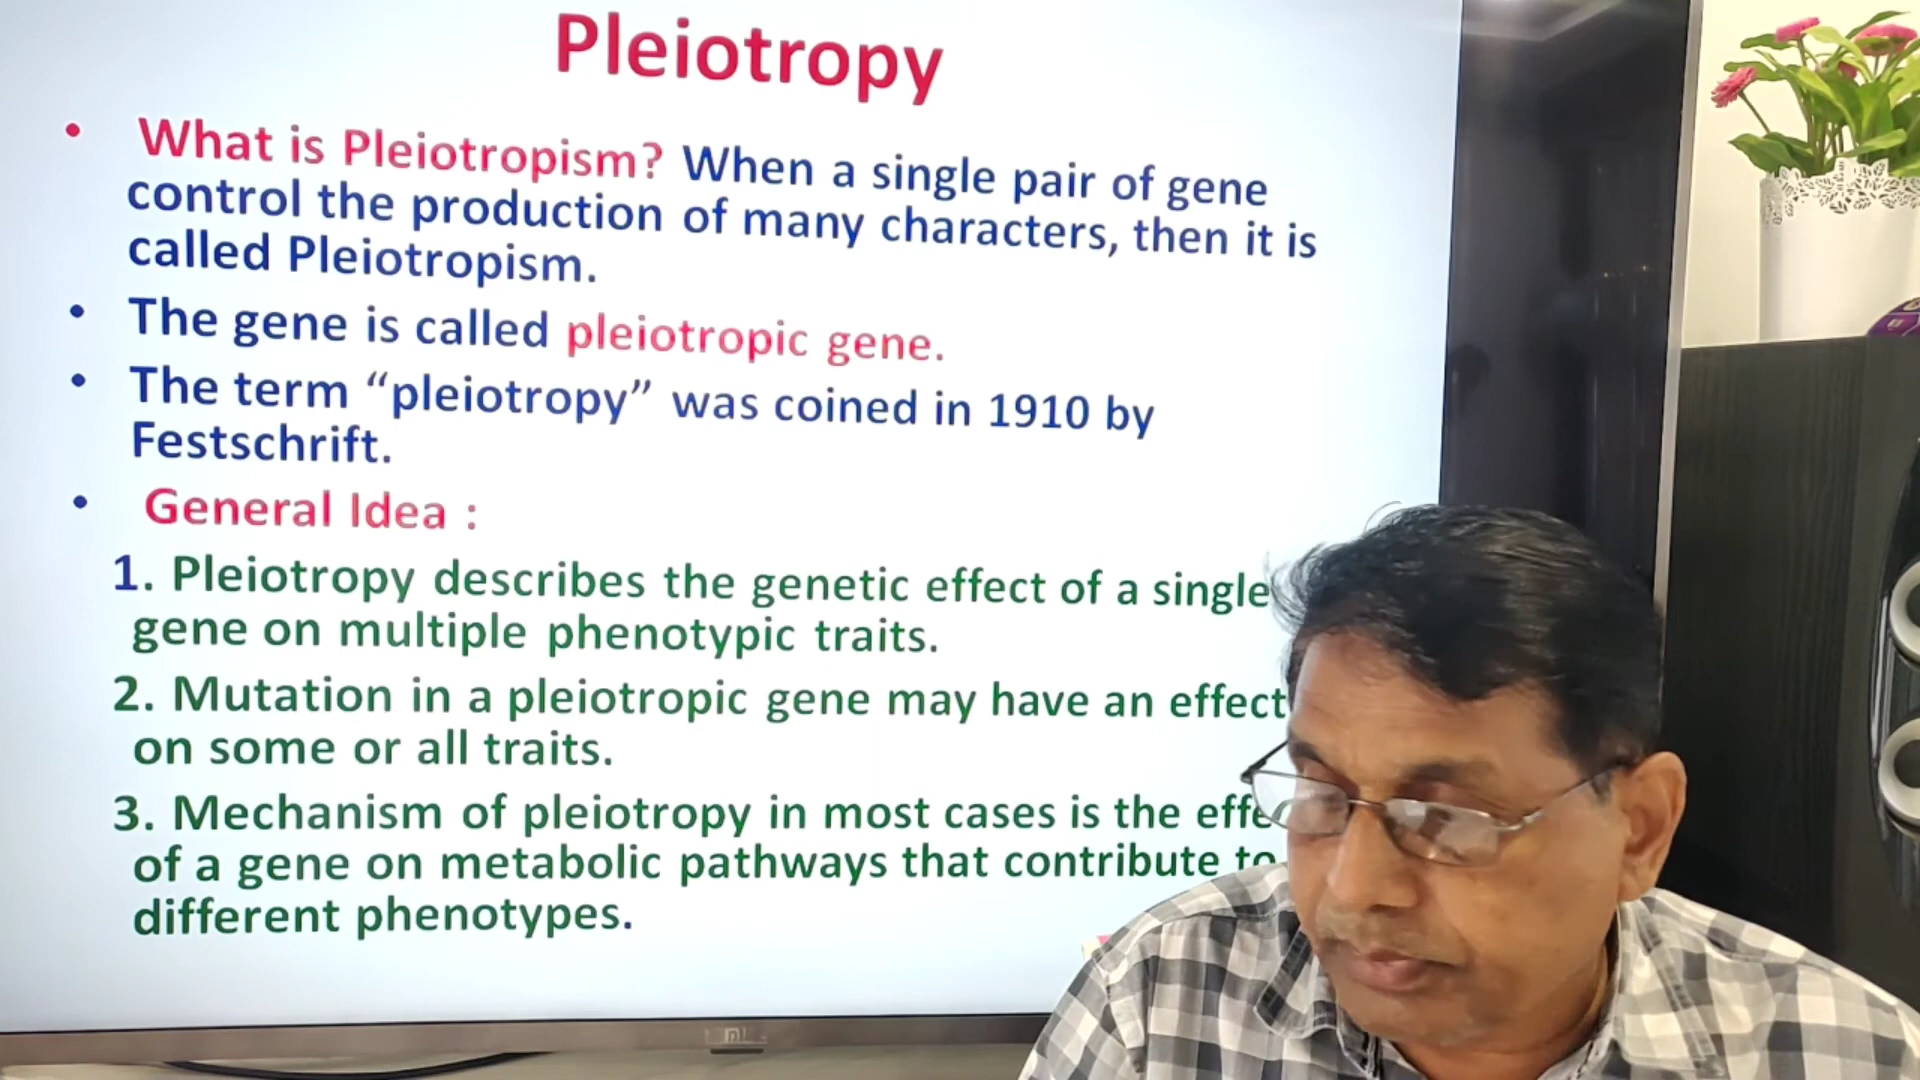 Pleiotropy
• What is Pleiotropism? When a single pair of gene
control the production of many characters, then it is
called Pleiotropism.
• The gene is called pleiotropic gene.
• The term “pleiotropy” was coined in 1910 by
Festschrift.
• General Idea :
1. Pleiotropy describes the genetic effect of a single
gene on multiple phenotypic traits.
2. Mutation in a pleiotropic gene may have an effect
on some or all traits.
3. Mechanism of pleiotropy in most cases is the
of a gene on metabolic pathways that contribute to
different phenotypes.